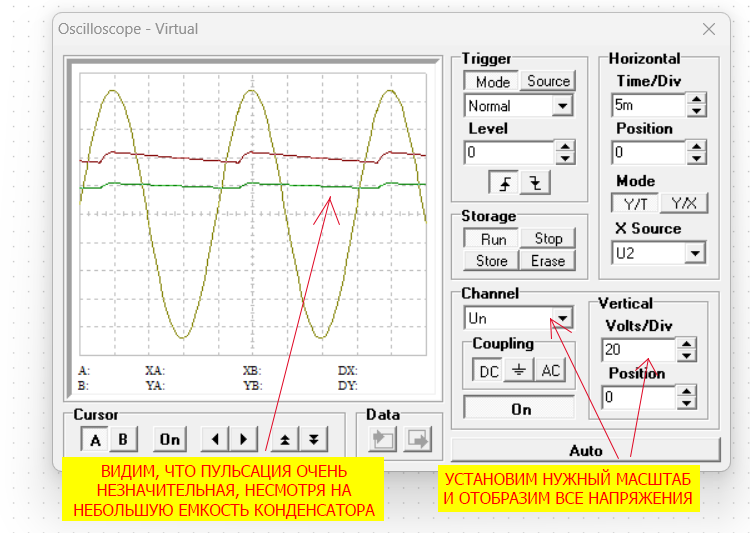 Oscilloscope - Virtual
Trigger
Mode Source
Normal
Level
0
Storage
Run Stop
Store Erase
Horizontal
Time/Div
5m
Position
0
Mode
Y/T Y/X
X Source
U2
Channel
Un
Coupling
DC AC
On
Vertical
Volts/Div
20
Position
0
A: XA: XB: DX:
B: YA: YB: DY:
Cursor
A B On
Data
Auto
ВИДИМ, ЧТО ПУЛЬСАЦИЯ ОЧЕНЬ
НЕЗНАЧИТЕЛЬНАЯ, НЕСМОТРЯ НА
НЕБОЛЬШУЮ ЕМКОСТЬ КОНДЕНСАТОРА
УСТАНОВИМ НУЖНЫЙ МАСШТАБ
И ОТОБРАЗИМ ВСЕ НАПРЯЖЕНИЯ